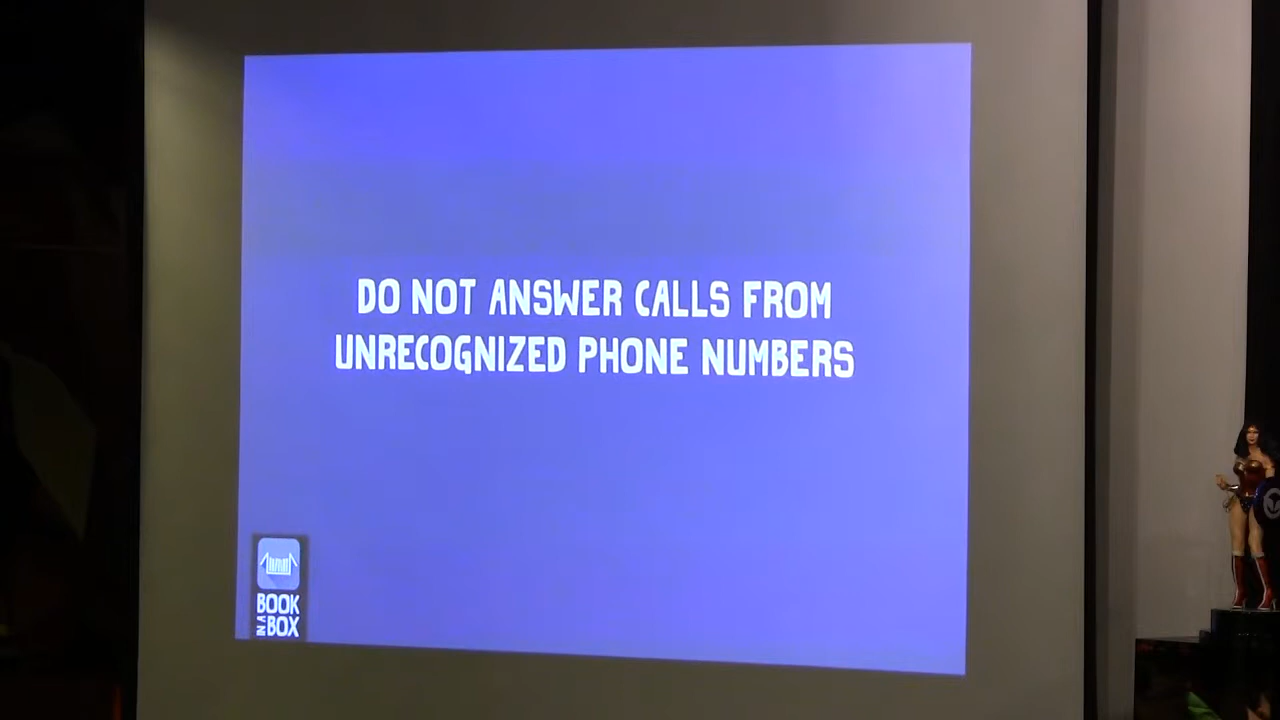 DO NOT ANSWER CALLS FROM
UNRECOGNIZED PHONE NUMBERS
BOOK
IN A
BOX